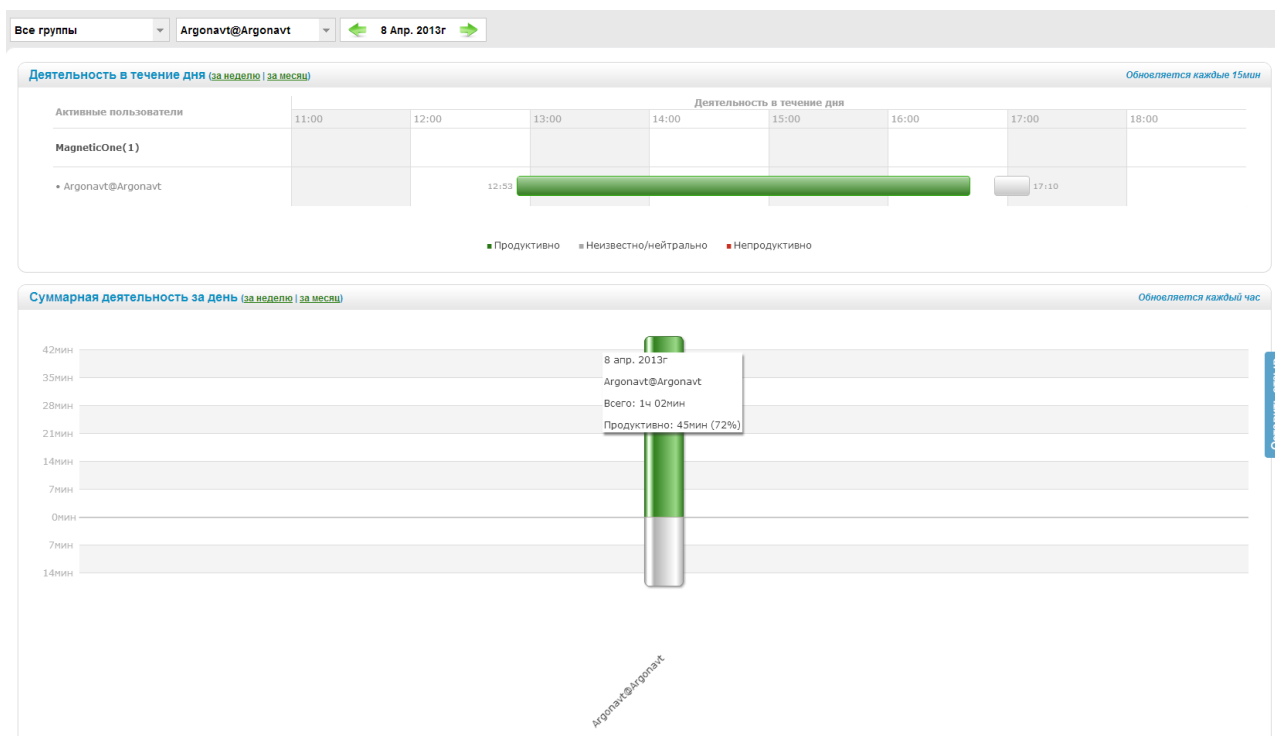 Все группы Argonavt@Argonavt 8 Апр. 2013г
Деятельность в течение дня (за неделю | за месяц) Обновляется каждые 15мин
Активные пользователи Деятельность в течение дня
11:00 12:00 13:00 14:00 15:00 16:00 17:00 18:00
MagneticOne(1)
• Argonavt@Argonavt 12:53 17:10
Продуктивно Неизвестно/нейтрально Непродуктивно
Суммарная деятельность за день (за неделю | за месяц) Обновляется каждый час
42мин
35мин
28мин
21мин
14мин
7мин
0мин
7мин
14мин
8 апр. 2013г
Argonavt@Argonavt
Всего: 1ч 02мин
Продуктивно: 45мин (72%)
Argonavt@Argonavt